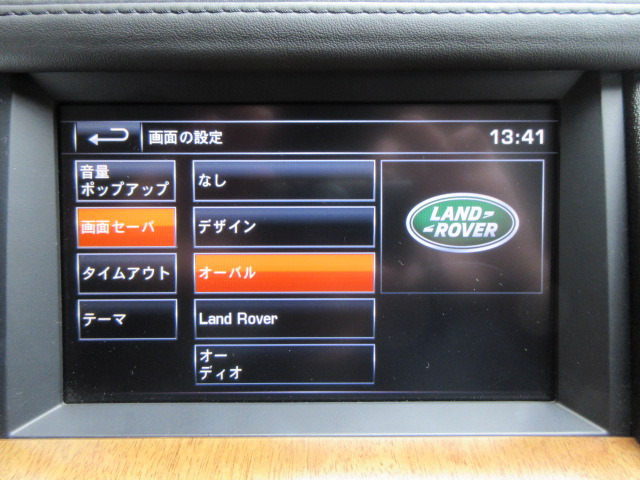 画面の設定
13:41
音量
ポップアップ
画面セーバ
タイムアウト
テーマ
なし
デザイン
オーバル
Land Rover
オー
ディオ
LAND
ROVER